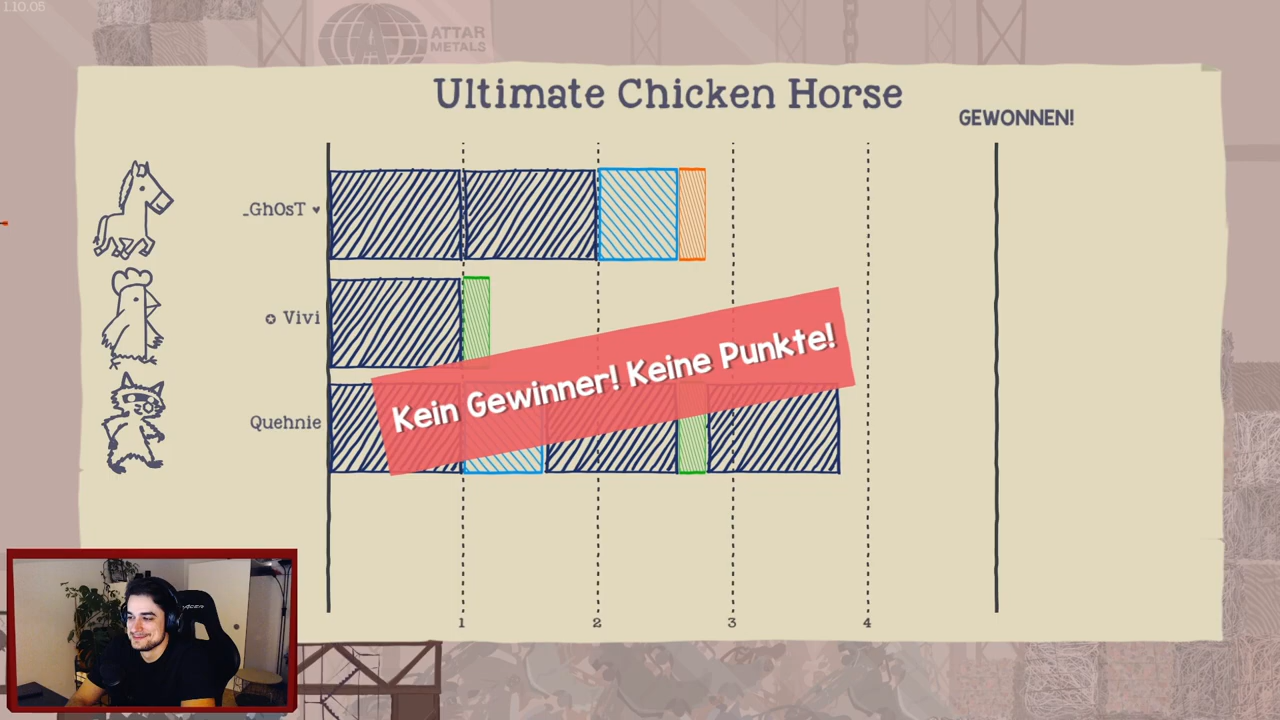 1.10.05
ATTAR
METALS
Ultimate Chicken Horse
GEWONNEN!
_GhOsT ♥
✪ Vivi
Kein Gewinner! Keine Punkte!
Quehnie
1 2 3 4